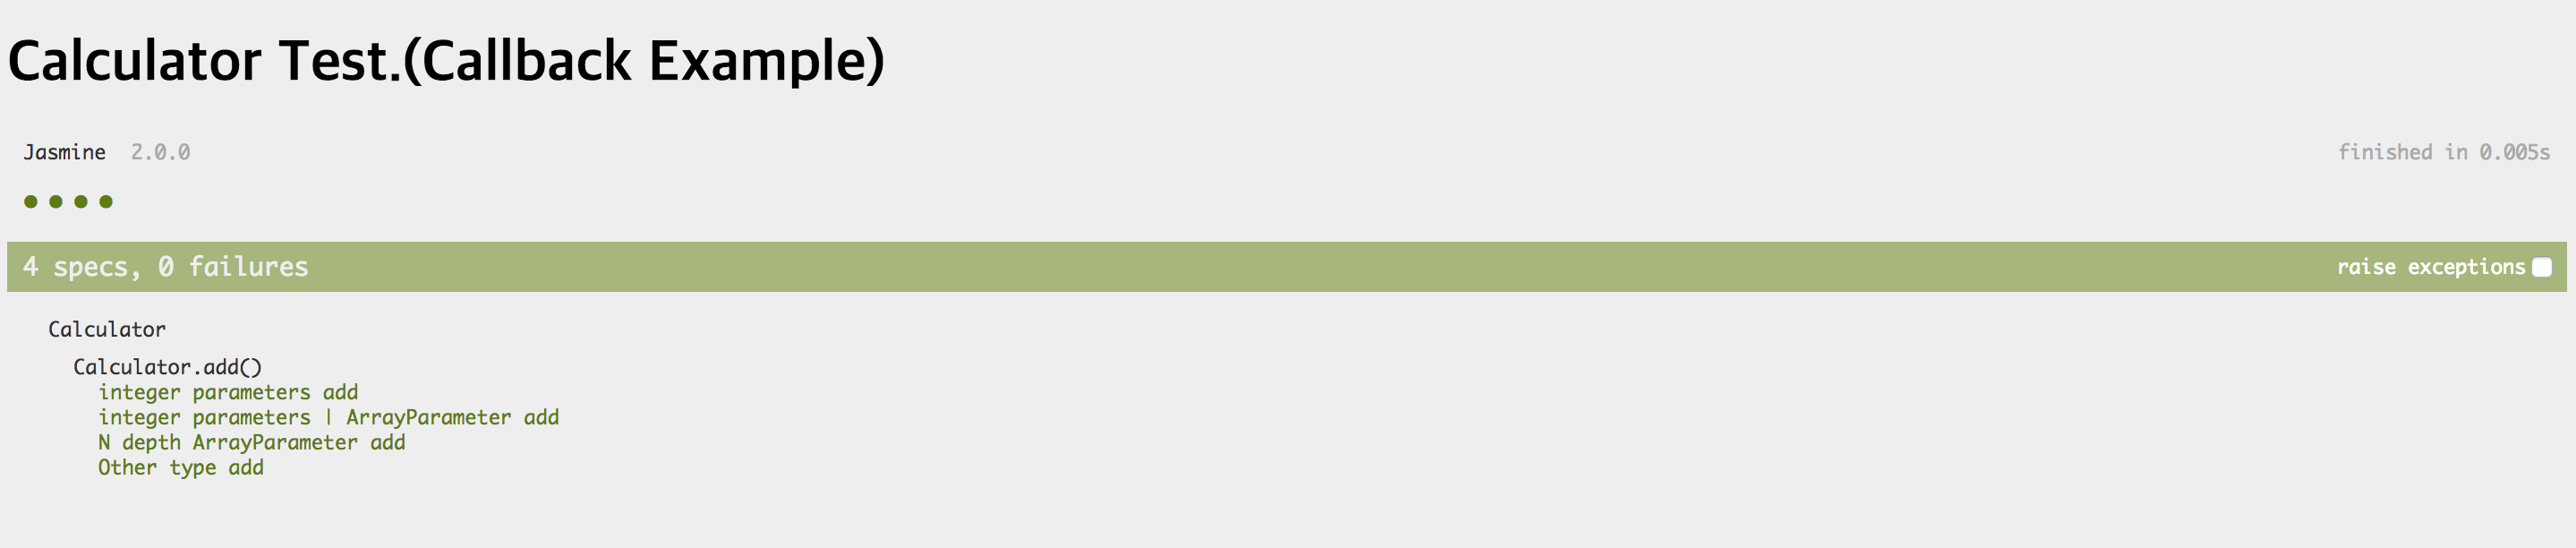 Calculator Test.(Callback Example)
Jasmine 2.0.0 finished in 0.005s
4 specs, 0 failures raise exceptions
Calculator
Calculator.add()
integer parameters add
integer parameters | ArrayParameter add
N depth ArrayParameter add
Other type add